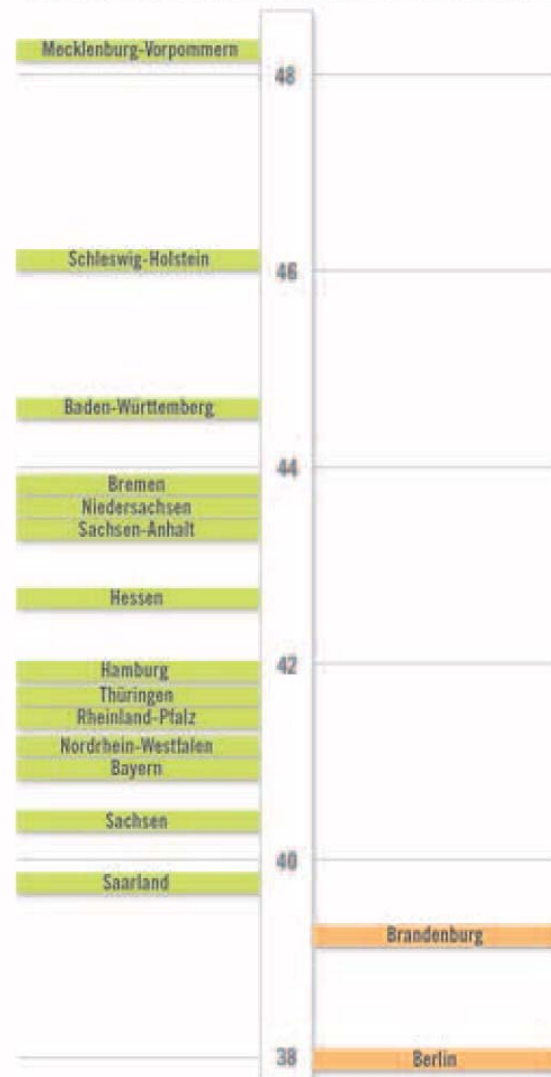 Mecklenburg-Vorpommern
48
Schleswig-Holstein
46
Baden-Württemberg
44
Bremen
Niedersachsen
Sachsen-Anhalt
Hessen
42
Hamburg
Thüringen
Rheinland-Pfalz
Nordrhein-Westfalen
Bayern
Sachsen
40
Saarland
Brandenburg
38
Berlin